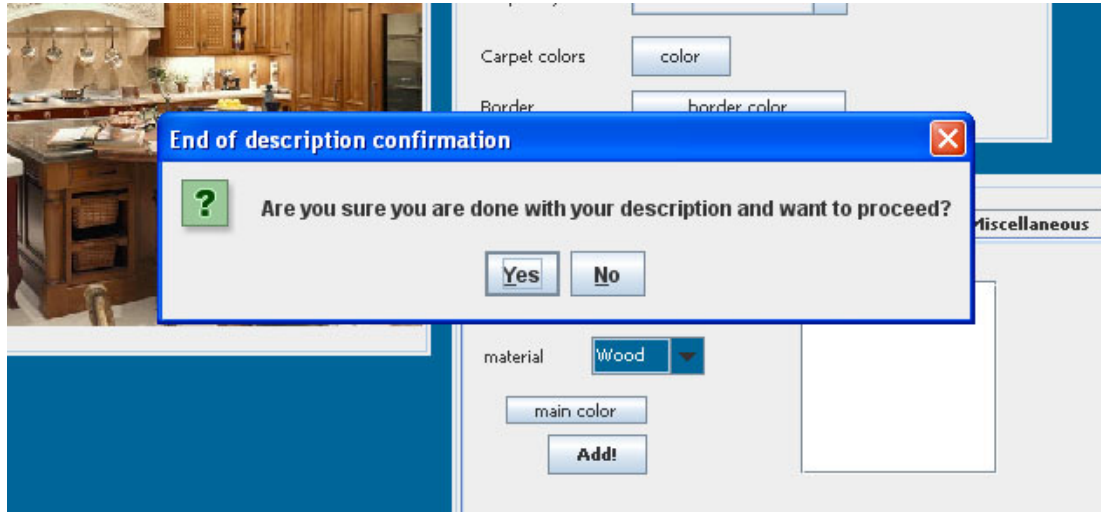 Carpet colors color
Border border color
End of description confirmation
Are you sure you are done with your description and want to proceed?
Yes No
Miscellaneous
material Wood
main color
Add!